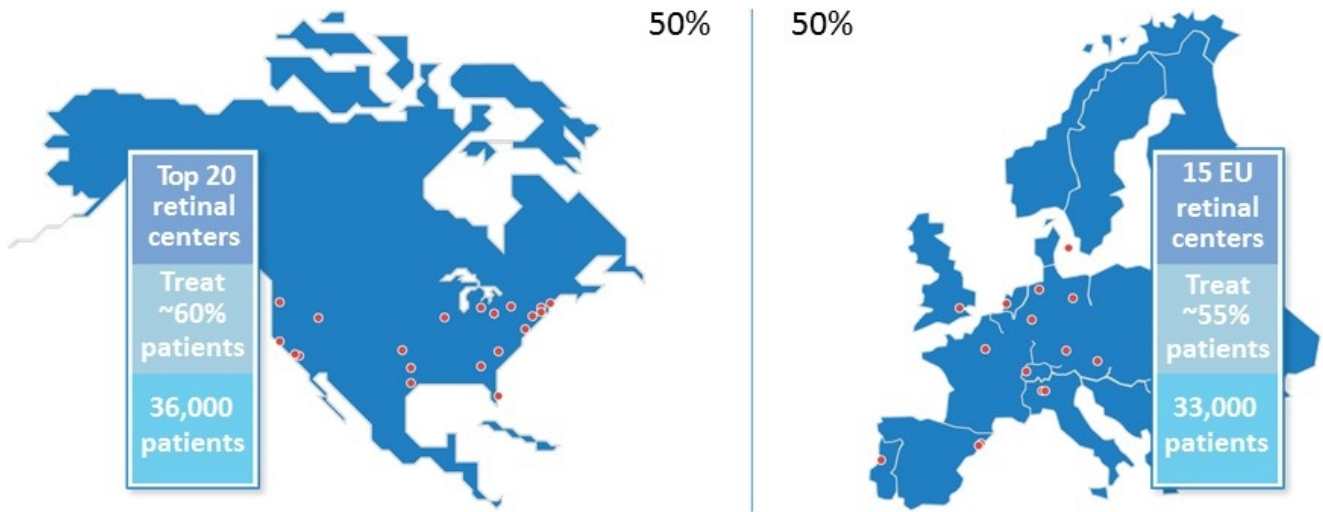 50%
50%
Top 20
retinal
centers
Treat
~60%
patients
36,000
patients
15 EU
retinal
centers
Treat
~55%
patients
33,000
patients